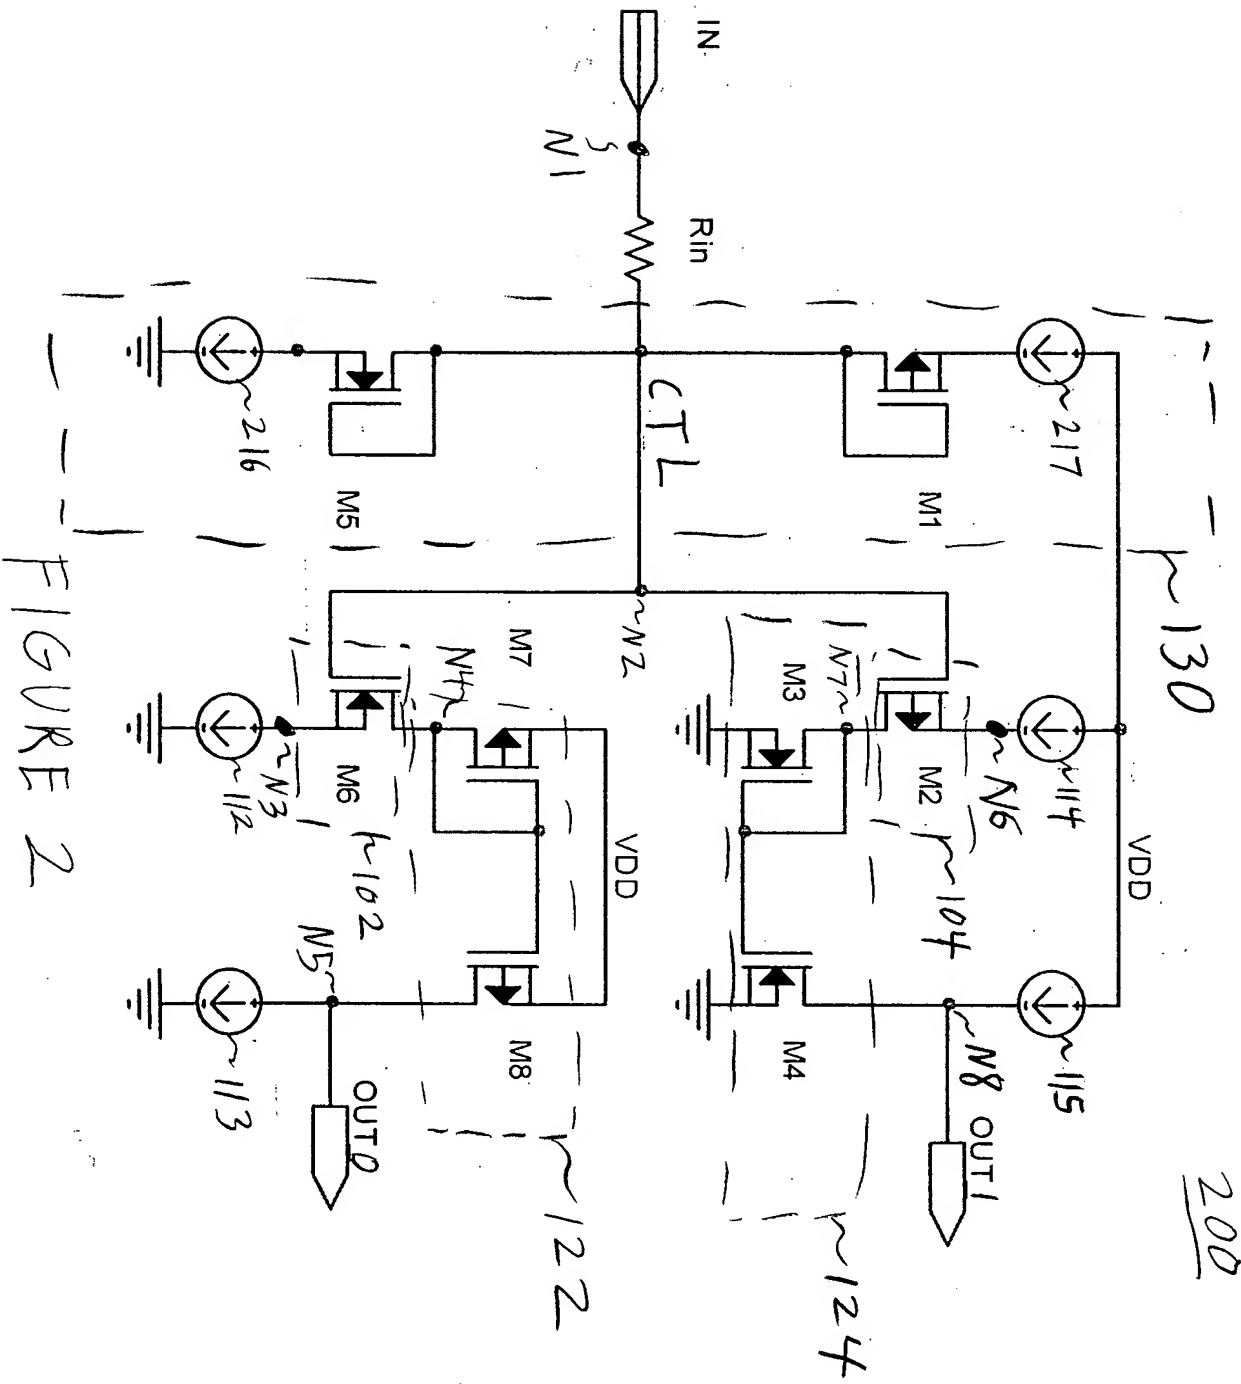 200
IN
N1
Rin
CTL
N2
217
M1
M5
216
130
VDD
114
N6
M2
104
N7
M3
M7
N4
M6
N3
112
102
VDD
115
N8
OUT1
M4
124
M8
122
N5
OUT0
113
FIGURE 2